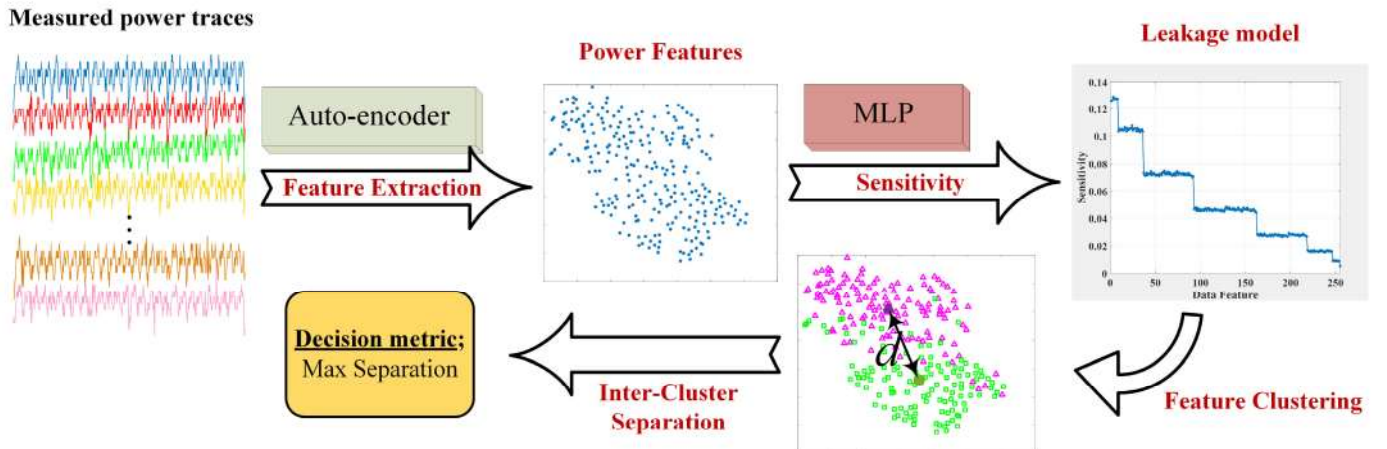 Measured power traces
Auto-encoder
Feature Extraction
Power Features
MLP
Sensitivity
Leakage model
0.14
0.12
0.1
0.08
0.06
0.04
0.02
0
Sensitivity
0
50
100
150
200
250
Data Feature
Feature Clustering
d
Inter-Cluster
Separation
Decision metric;
Max Separation